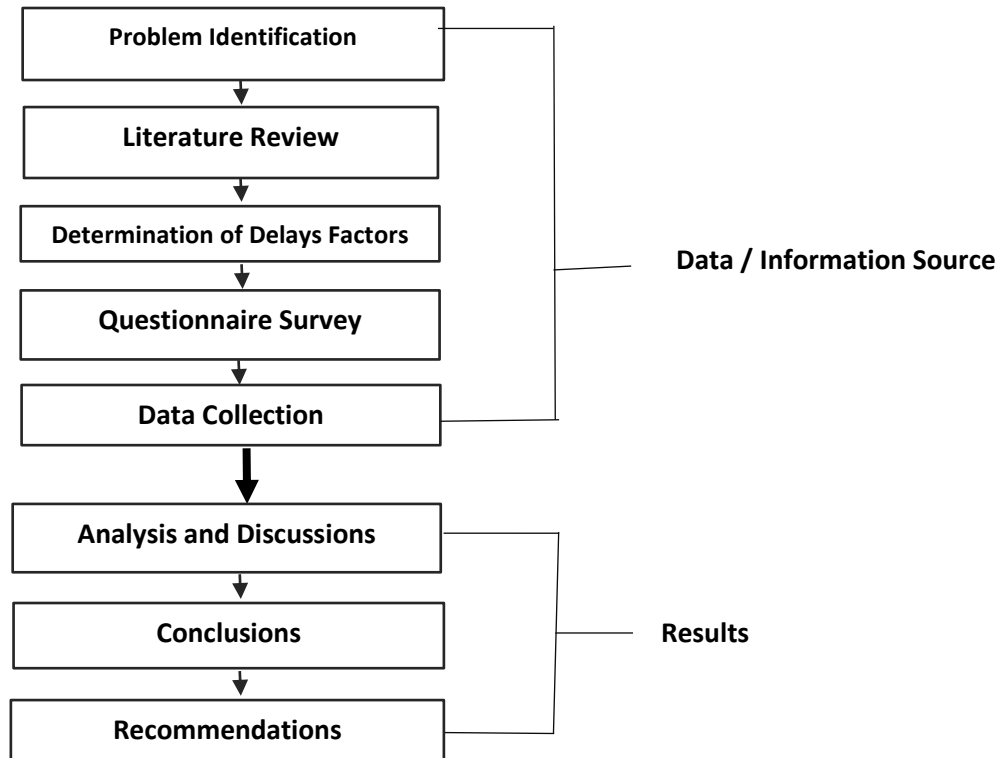 Problem Identification
Literature Review
Determination of Delays Factors
Questionnaire Survey
Data Collection
Data / Information Source
Analysis and Discussions
Conclusions
Recommendations
Results